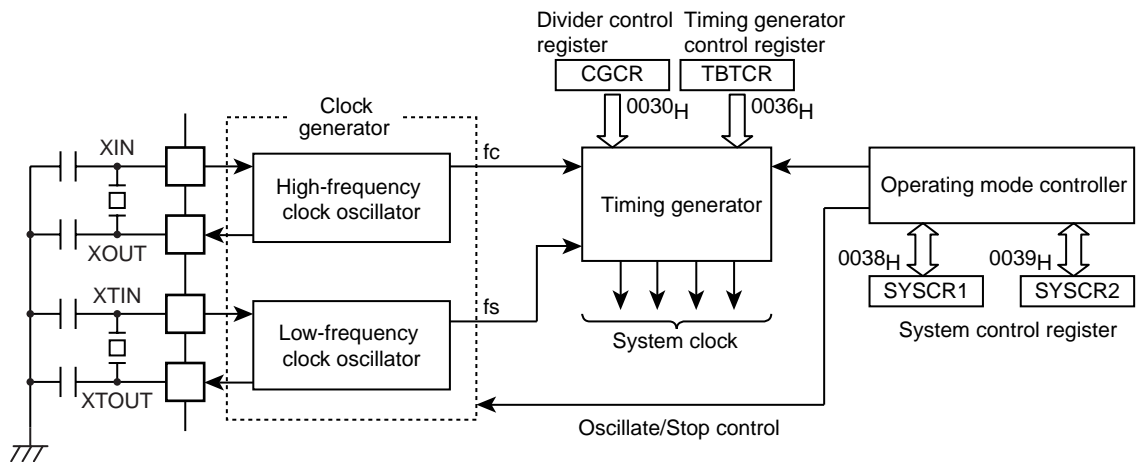 Divider control
register
CGCR
0030H
Timing generator
control register
TBTCR
0036H
Clock
generator
XIN
XOUT
High-frequency
clock oscillator
fc
Timing generator
Operating mode controller
0038H
SYSCR1
0039H
SYSCR2
System control register
XTIN
XTOUT
Low-frequency
clock oscillator
fs
System clock
Oscillate/Stop control